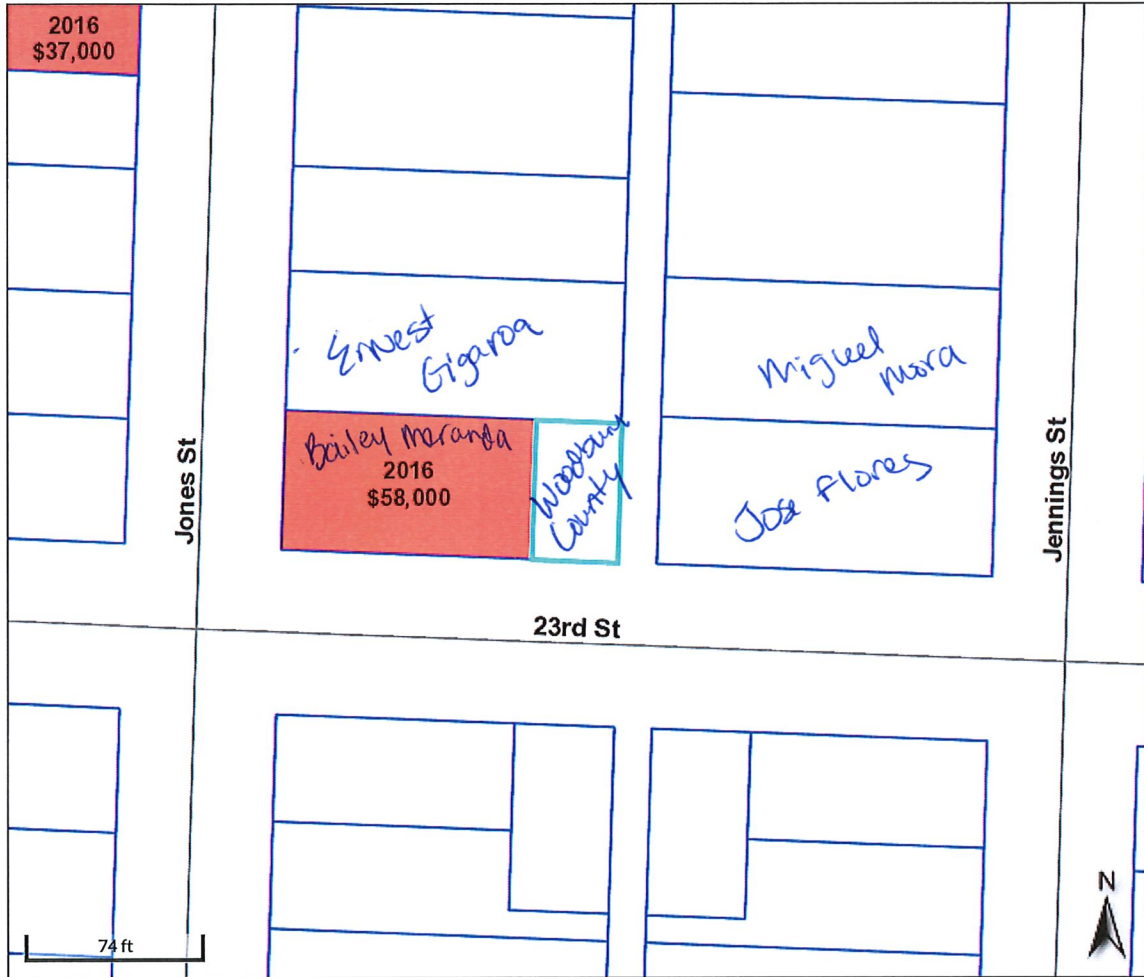 2016
$37,000
Ernest
Gigaroa
Miguel
Mora
Bailey Meranda
2016
$58,000
Woodbury
County
Jose Flores
Jones St
Jennings St
23rd St
74 ft
N